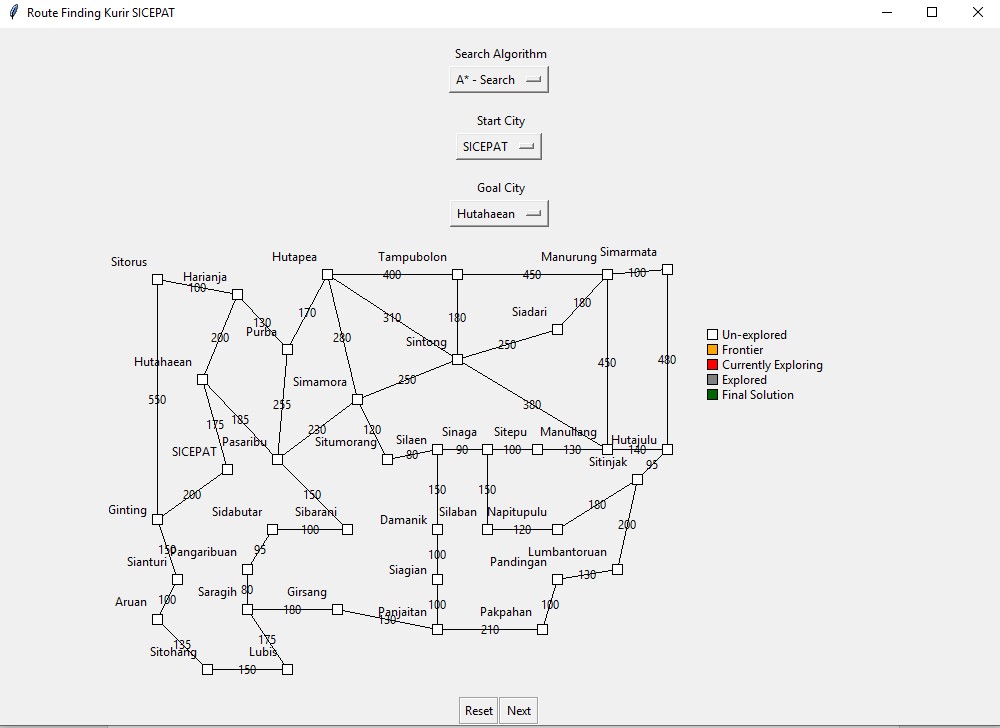 Route Finding Kurir SICEPAT
Search Algorithm
A* - Search
Start City
SICEPAT
Goal City
Hutahaean
Simarmata
Hutapea
Tampubolon
Manurung
Sitorus
Harianja
400
450
100
100
180
Siadari
170
310
180
130
Purba
200
280
Sintong
250
Un-explored
Frontier
Currently Exploring
Explored
Final Solution
450
480
Hutahaean
Simamora
250
550
255
380
185
175
230
120
Sinaga
Sitepu
Manullang
Pasaribu
Situmorang
Silaen
Hutajulu
SICEPAT
80
90
100
130
140
Sitinjak
95
200
150
150
150
180
Ginting
Sidabutar
Sibarani
Damanik
Silaban
Napitupulu
200
100
120
150
Pangaribuan
95
100
Lumbantoruan
Sianturi
Siagian
Pandingan
130
80
Saragih
Girsang
Aruan
100
180
100
100
Panjaitan
Pakpahan
130
210
175
135
Sitohang
Lubis
150
Reset
Next